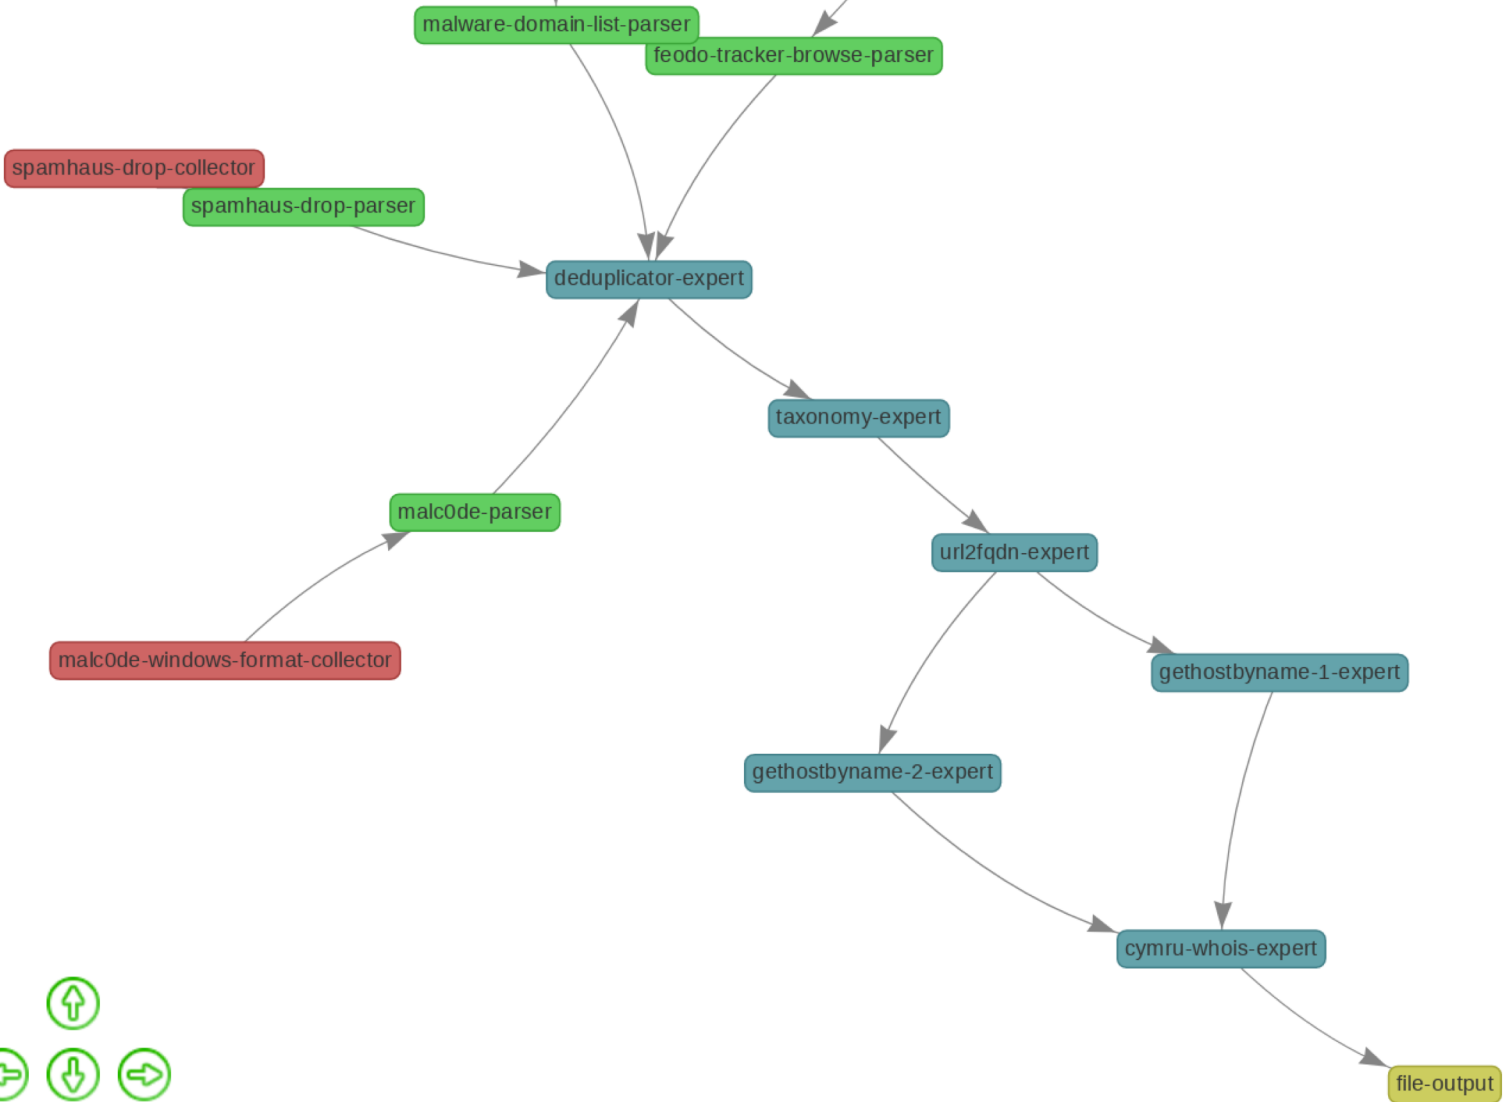 malware-domain-list-parser
feodo-tracker-browse-parser
spamhaus-drop-collector
spamhaus-drop-parser
deduplicator-expert
taxonomy-expert
malc0de-parser
url2fqdn-expert
malc0de-windows-format-collector
gethostbyname-1-expert
gethostbyname-2-expert
cymru-whois-expert
file-output